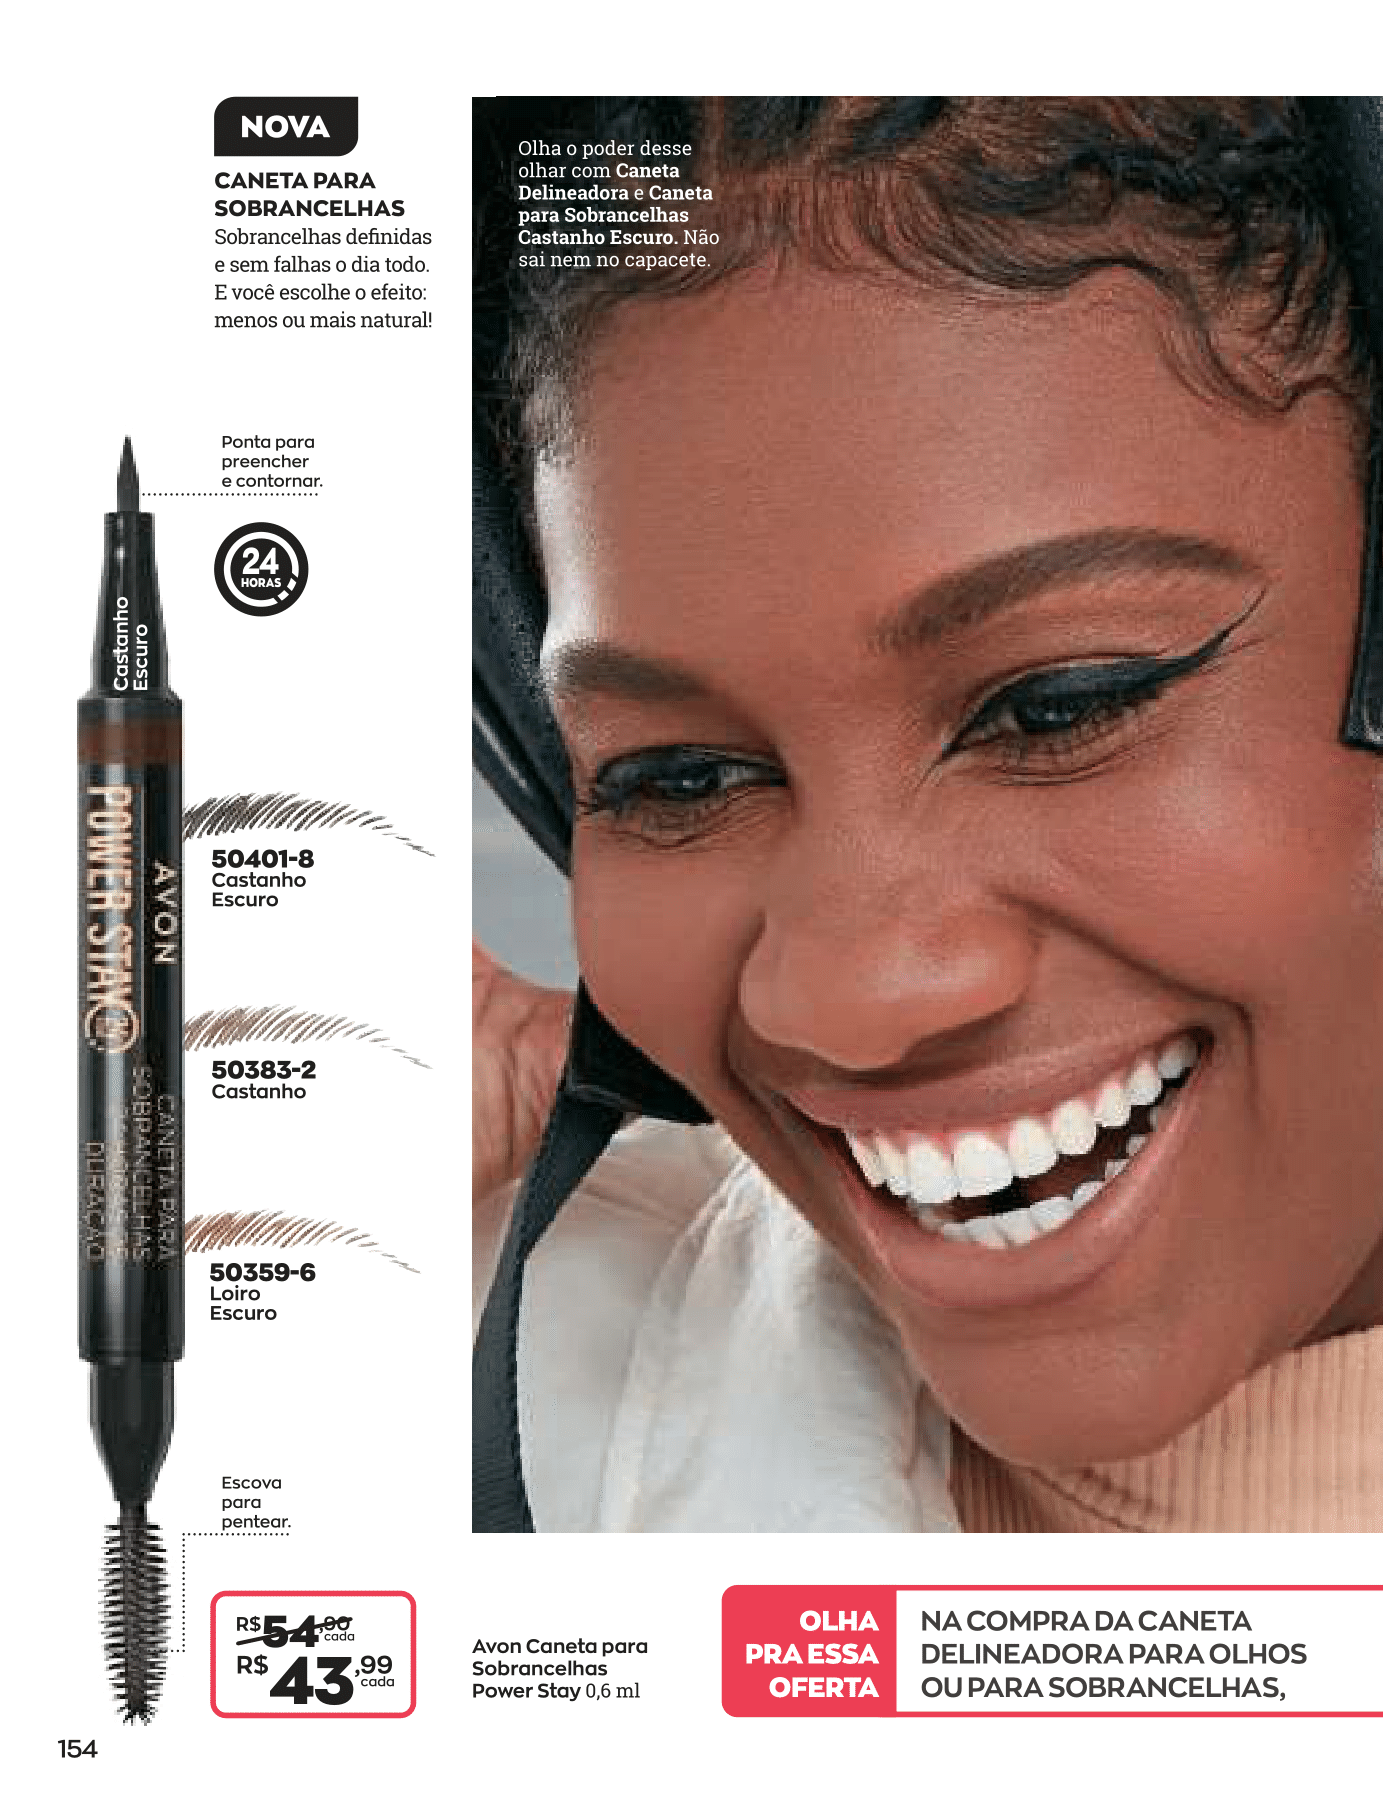 NOVA
CANETA PARA
SOBRANCELHAS
Sobrancelhas definidas
e sem falhas o dia todo.
E você escolhe o efeito:
menos ou mais natural!
Olha o poder desse
olhar com Caneta
Delineadora e Caneta
para Sobrancelhas
Castanho Escuro. Não
sai nem no capacete.
Ponta para
preencher
e contornar.
24
HORAS
Castanho
Escuro
POWER STAY
AVON
CANETA PARA
SOBRANCELHAS
DURAÇÃO
50401-8
Castanho
Escuro
50383-2
Castanho
50359-6
Loiro
Escuro
Escova
para
pentear.
R$54,90
cada
R$43,99
cada
Avon Caneta para
Sobrancelhas
Power Stay 0,6 ml
OLHA
PRA ESSA
OFERTA
NA COMPRA DA CANETA
DELINEADORA PARA OLHOS
OU PARA SOBRANCELHAS,
154